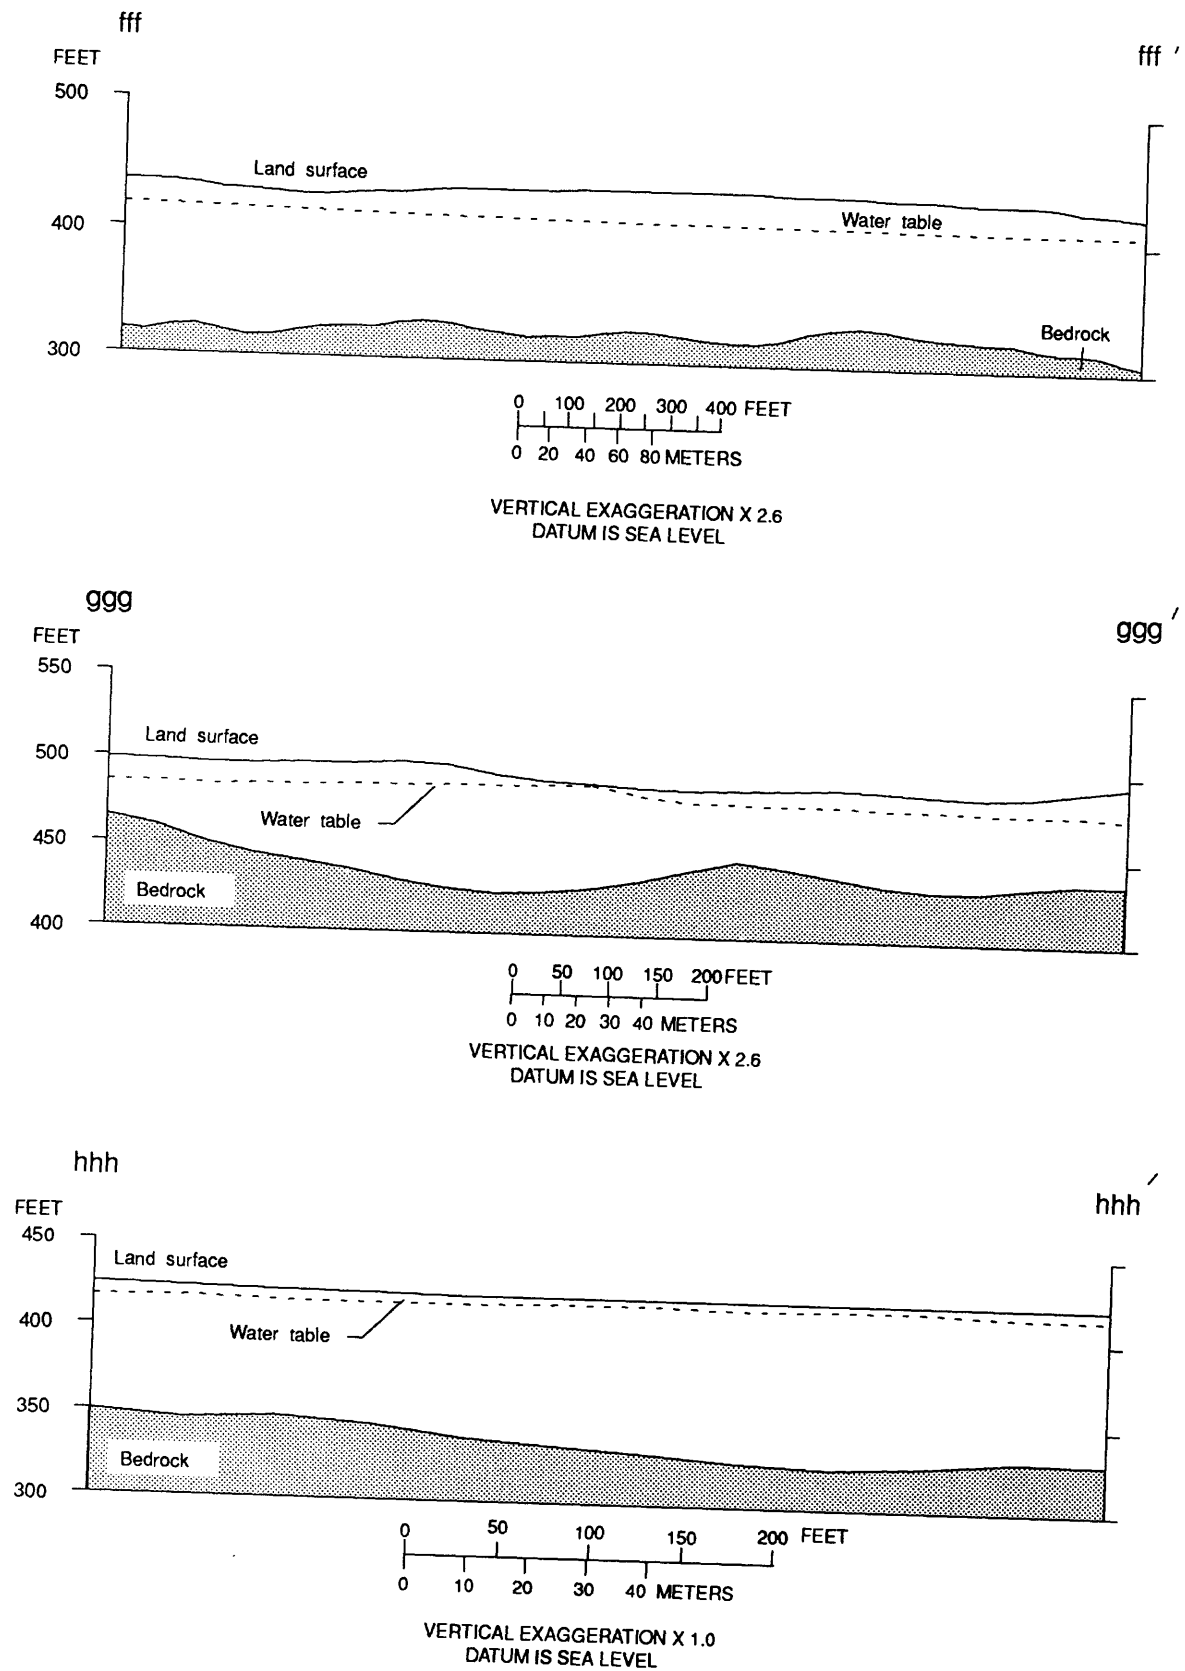 fff
fff ′
FEET
500
Land surface
400
Water table
300
Bedrock
0 100 200 300 400 FEET
0 20 40 60 80 METERS
VERTICAL EXAGGERATION X 2.6
DATUM IS SEA LEVEL
ggg
ggg ′
FEET
550
Land surface
500
Water table
450
Bedrock
400
0 50 100 150 200 FEET
0 10 20 30 40 METERS
VERTICAL EXAGGERATION X 2.6
DATUM IS SEA LEVEL
hhh
hhh ′
FEET
450
Land surface
400
Water table
350
Bedrock
300
0 50 100 150 200 FEET
0 10 20 30 40 METERS
VERTICAL EXAGGERATION X 1.0
DATUM IS SEA LEVEL